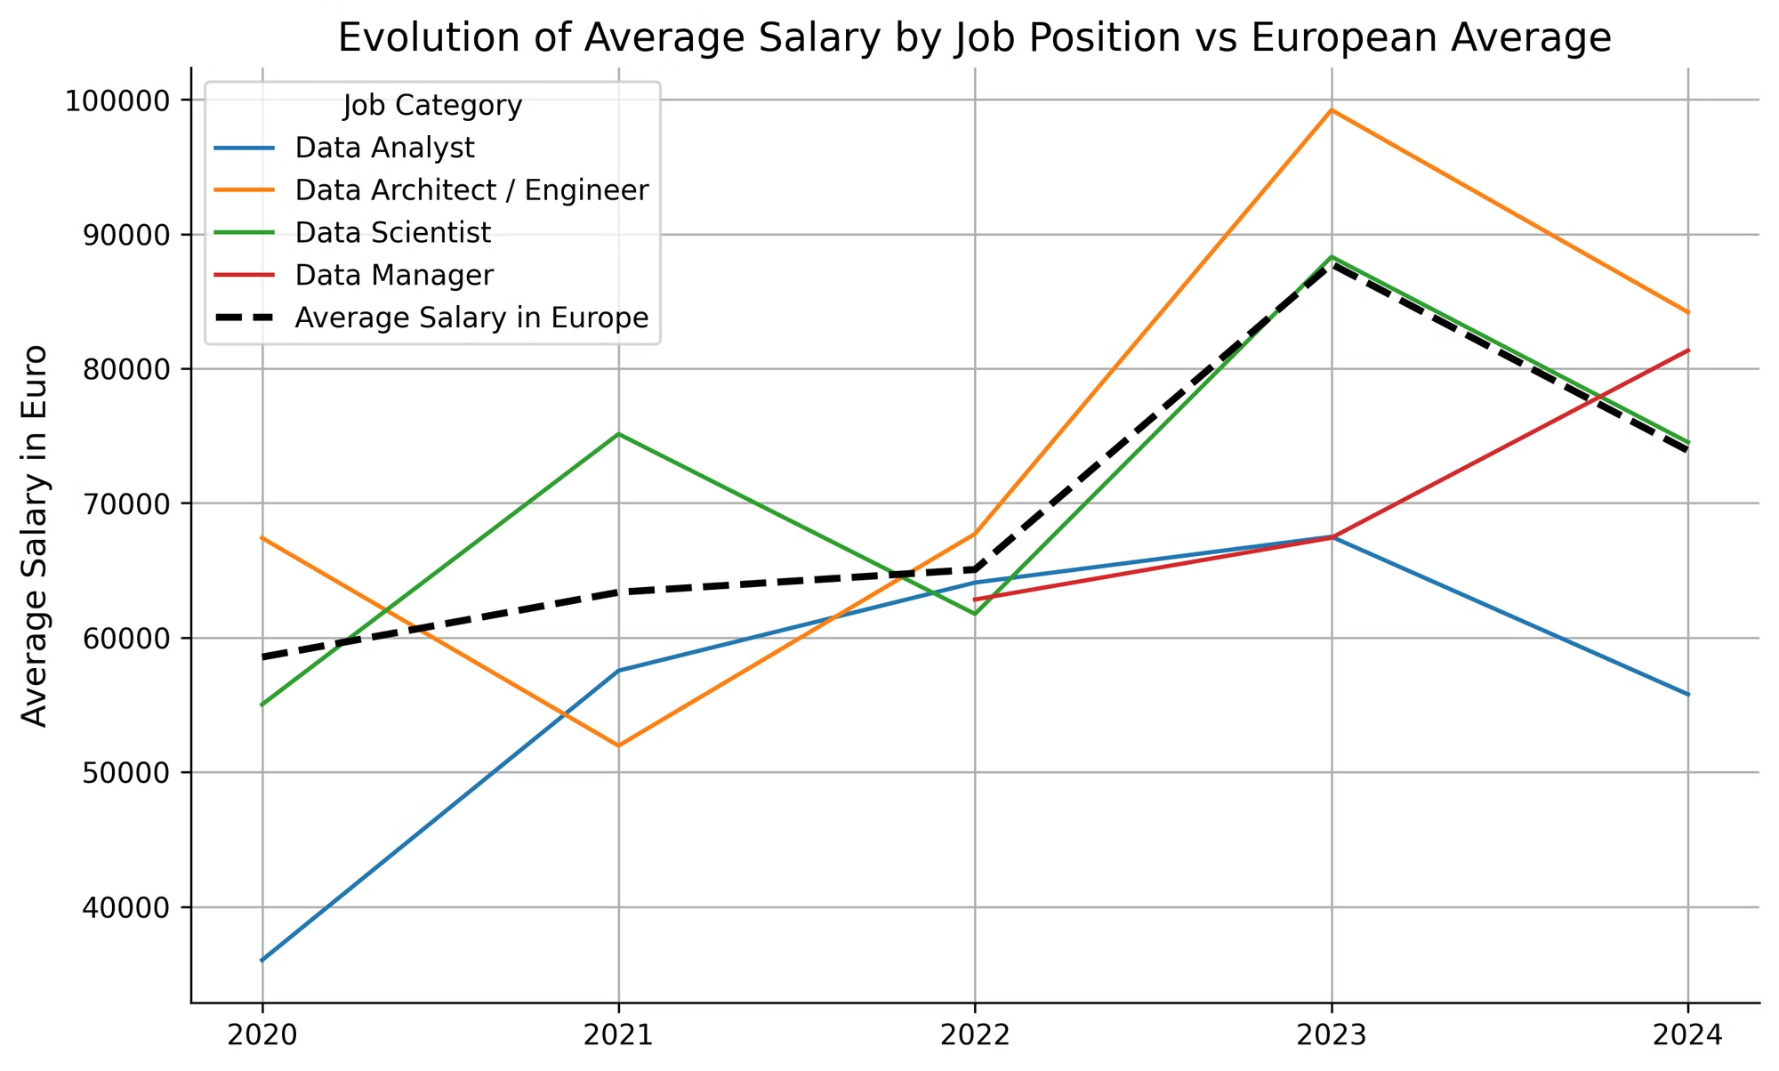 Evolution of Average Salary by Job Position vs European Average
Average Salary in Euro
100000
90000
80000
70000
60000
50000
40000
Job Category
Data Analyst
Data Architect / Engineer
Data Scientist
Data Manager
Average Salary in Europe
2020 2021 2022 2023 2024